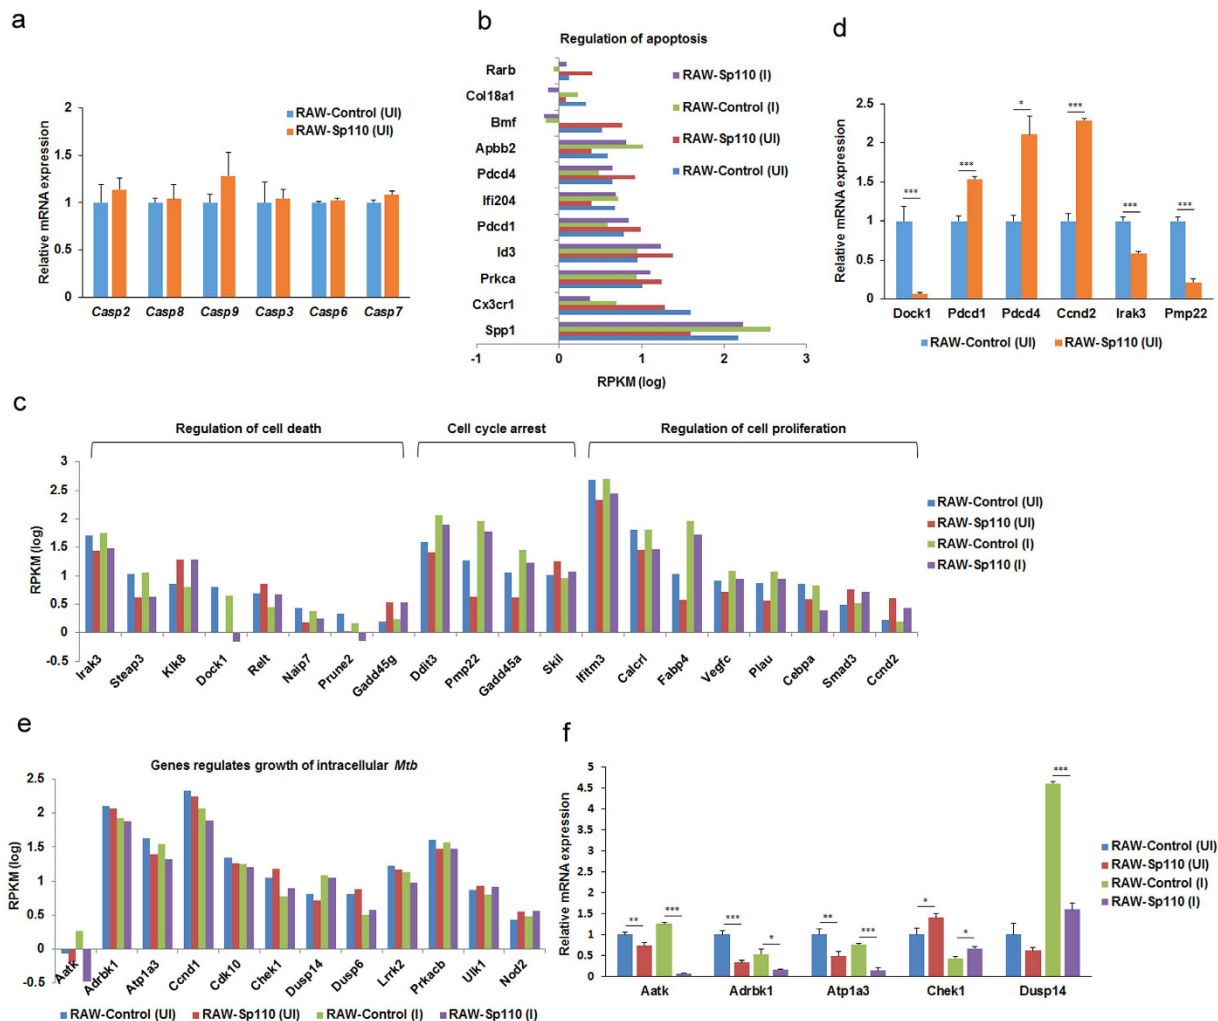 a
RAW-Control (UI)
RAW-Sp110 (UI)
Relative mRNA expression
2
1.5
1
0.5
0
Casp2 Casp8 Casp9 Casp3 Casp6 Casp7
b
Regulation of apoptosis
Rarb
Col18a1
Bmf
Apbb2
Pdcd4
Ifi204
Pdcd1
Id3
Prkca
Cx3cr1
Spp1
RAW-Sp110 (I)
RAW-Control (I)
RAW-Sp110 (UI)
RAW-Control (UI)
-1 0 1 2 3
RPKM (log)
d
Relative mRNA expression
2.5
2
1.5
1
0.5
0
*** *** * *** *** ***
Dock1 Pdcd1 Pdcd4 Ccnd2 Irak3 Pmp22
RAW-Control (UI) RAW-Sp110 (UI)
c
Regulation of cell death Cell cycle arrest Regulation of cell proliferation
RPKM (log)
3
2.5
2
1.5
1
0.5
0
-0.5
Irak3 Steap3 Klk8 Dock1 Relt Naip7 Prune2 Gadd45g Ddit3 Pmp22 Gadd45a Skil Ifitm3 Calcrl Fabp4 Vegfc Plau Cebpa Smad3 Ccnd2
RAW-Control (UI)
RAW-Sp110 (UI)
RAW-Control (I)
RAW-Sp110 (I)
e
Genes regulates growth of intracellular Mtb
RPKM (log)
2.5
2
1.5
1
0.5
0
-0.5
Aatk Adrbk1 Atp1a3 Ccnd1 Cdk10 Chek1 Dusp14 Dusp6 Lrrk2 Prkacb Ulk1 Nod2
RAW-Control (UI) RAW-Sp110 (UI) RAW-Control (I) RAW-Sp110 (I)
f
Relative mRNA expression
5
4.5
4
3.5
3
2.5
2
1.5
1
0.5
0
** *** *** * ** *** * * ***
Aatk Adrbk1 Atp1a3 Chek1 Dusp14
RAW-Control (UI)
RAW-Sp110 (UI)
RAW-Control (I)
RAW-Sp110 (I)